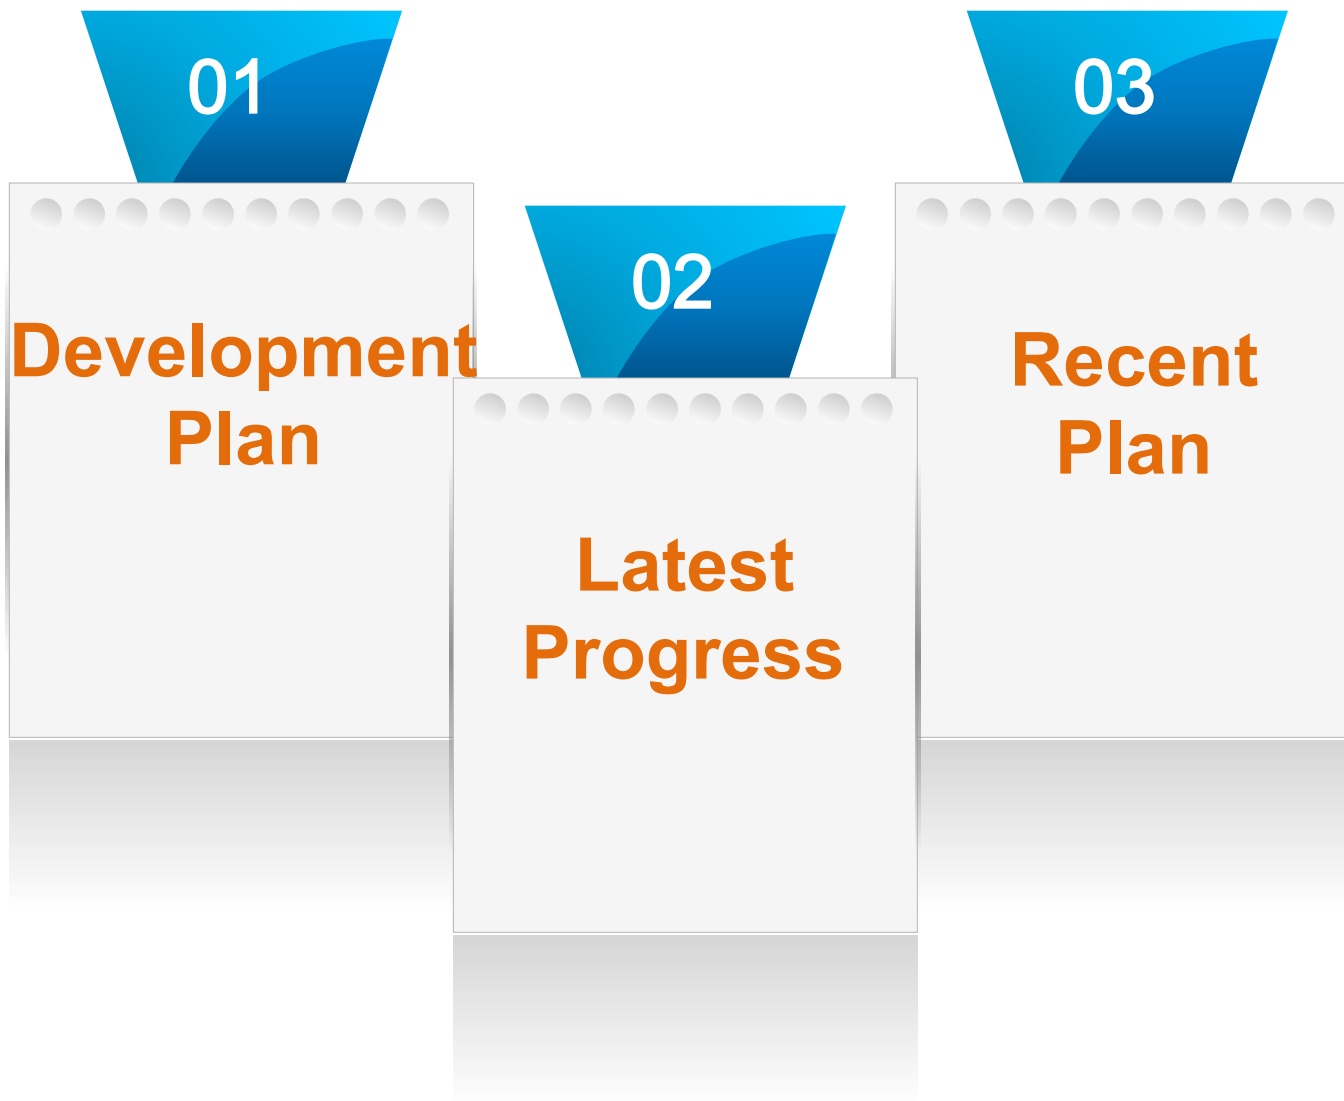 01
Development
Plan
02
Latest
Progress
03
Recent
Plan